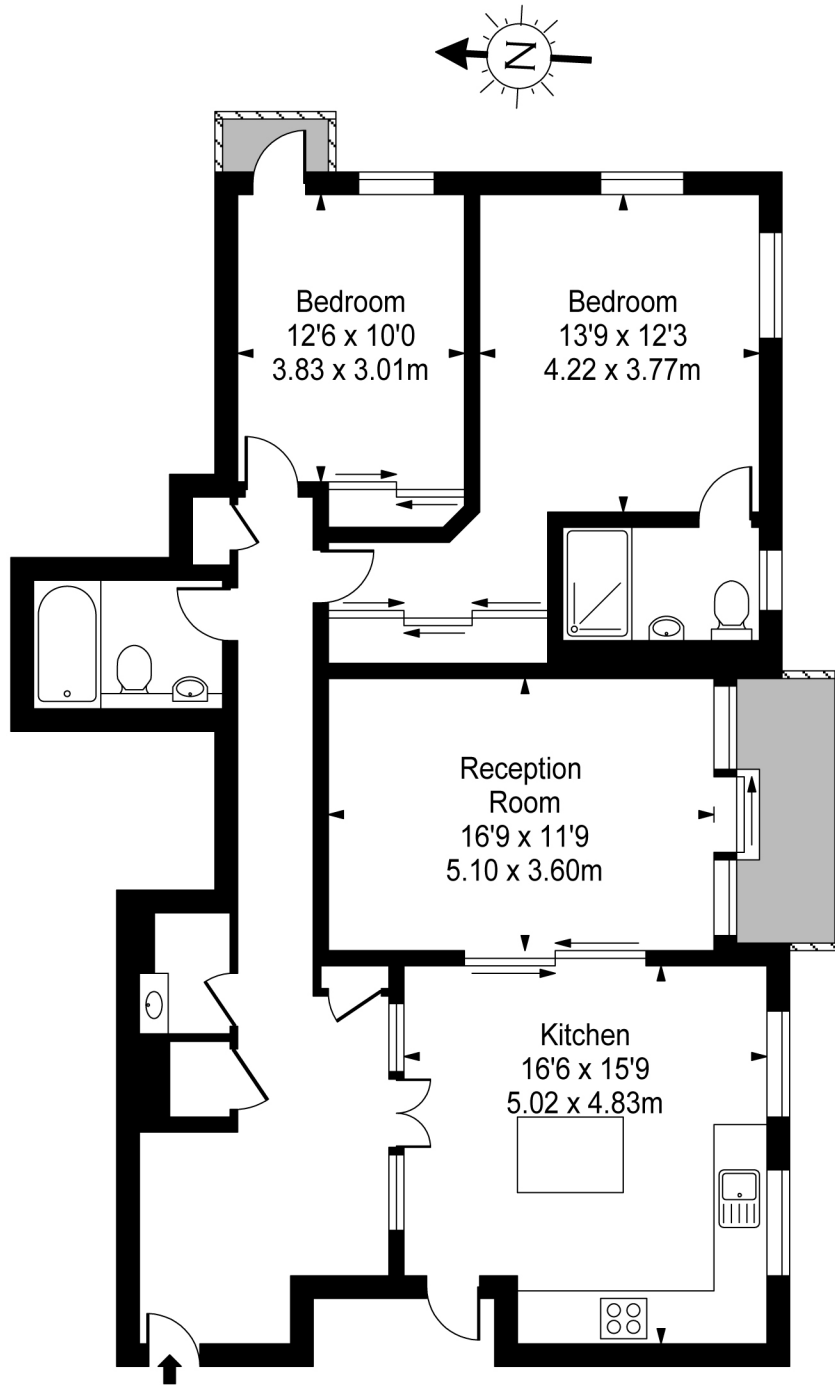 N
Bedroom
12'6 x 10'0
3.83 x 3.01m
Bedroom
13'9 x 12'3
4.22 x 3.77m
Reception
Room
16'9 x 11'9
5.10 x 3.60m
Kitchen
16'6 x 15'9
5.02 x 4.83m